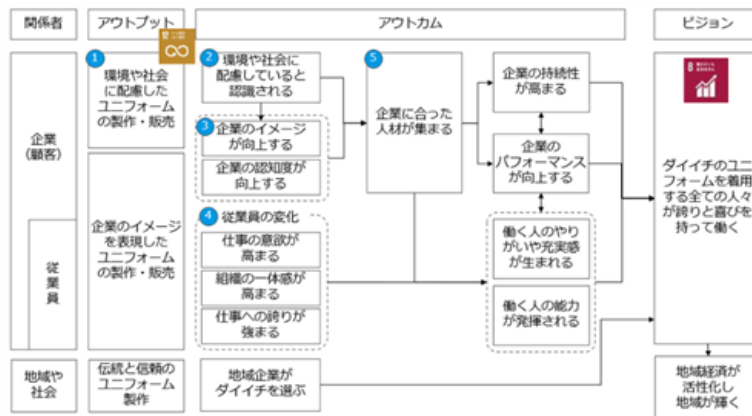 関係者
アウトプット
アウトカム
ビジョン
企業
(顧客)
従
業
員
1
環境や社会
に配慮した
ユニフォーム
の製作・販売
企業のイメージ
を表現した
ユニフォーム
の製作・販売
2
環境や社会に
配慮していると
認識される
3
企業のイメージ
が向上する
企業の認知度が
向上する
4
従業員の変化
仕事の意欲が
高まる
組織の一体感が
高まる
仕事への誇りが
強まる
5
企業に合った
人材が集まる
企業の持続性
が高まる
企業の
パフォーマンス
が向上する
働く人のやり
がいや充実感
が生まれる
働く人の能力
が発揮される
8
ダイイチのユニ
フォームを着用
する全ての人々
が誇りと喜びを
持って働く
地域や
社会
伝統と信頼の
ユニフォーム
製作
地域企業が
ダイイチを選ぶ
地域経済が
活性化し
地域が輝く